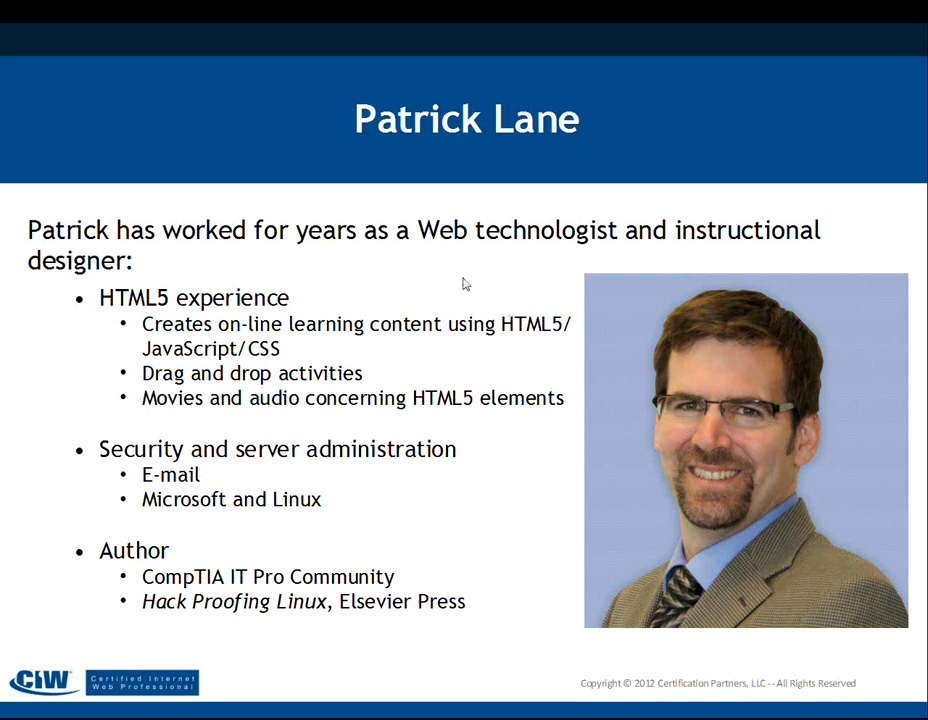 Patrick Lane
Patrick has worked for years as a Web technologist and instructional
designer:
• HTML5 experience
• Creates on-line learning content using HTML5/
JavaScript/CSS
• Drag and drop activities
• Movies and audio concerning HTML5 elements
• Security and server administration
• E-mail
• Microsoft and Linux
• Author
• CompTIA IT Pro Community
• Hack Proofing Linux, Elsevier Press
CIW
Certified Internet
Web Professional
Copyright © 2012 Certification Partners, LLC -- All Rights Reserved